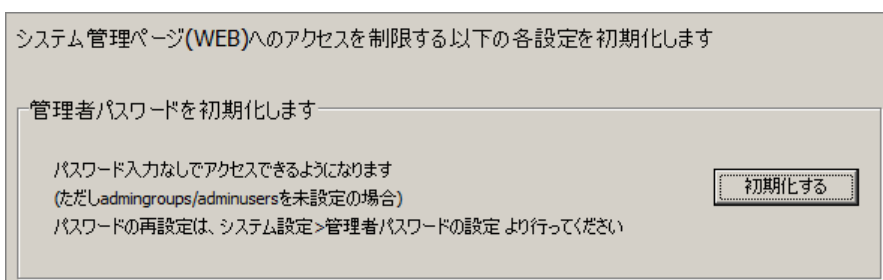 システム管理ページ(WEB)へのアクセスを制限する以下の各設定を初期化します
管理者パスワードを初期化します
パスワード入力なしでアクセスできるようになります
(ただしadmingroups/adminusersを未設定の場合)
初期化する
パスワードの再設定は、システム設定>管理者パスワードの設定 より行ってください